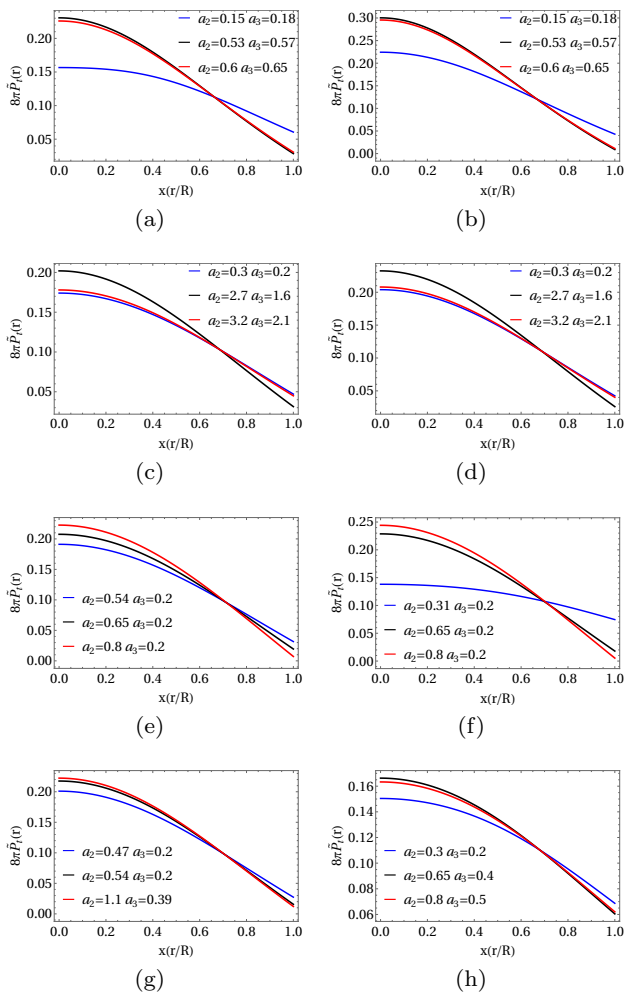 a₂=0.15 a₃=0.18
a₂=0.53 a₃=0.57
a₂=0.6 a₃=0.65
0.20
0.15
0.10
0.05
8πP̃ₜ(r)
0.0 0.2 0.4 0.6 0.8 1.0
x(r/R)
(a)
a₂=0.15 a₃=0.18
a₂=0.53 a₃=0.57
a₂=0.6 a₃=0.65
0.30
0.25
0.20
0.15
0.10
0.05
0.00
8πP̃ₜ(r)
0.0 0.2 0.4 0.6 0.8 1.0
x(r/R)
(b)
a₂=0.3 a₃=0.2
a₂=2.7 a₃=1.6
a₂=3.2 a₃=2.1
0.20
0.15
0.10
0.05
8πP̃ₜ(r)
0.0 0.2 0.4 0.6 0.8 1.0
x(r/R)
(c)
a₂=0.3 a₃=0.2
a₂=2.7 a₃=1.6
a₂=3.2 a₃=2.1
0.20
0.15
0.10
0.05
8πP̃ₜ(r)
0.0 0.2 0.4 0.6 0.8 1.0
x(r/R)
(d)
0.20
0.15
0.10
0.05
0.00
8πP̃ₜ(r)
a₂=0.54 a₃=0.2
a₂=0.65 a₃=0.2
a₂=0.8 a₃=0.2
0.0 0.2 0.4 0.6 0.8 1.0
x(r/R)
(e)
0.25
0.20
0.15
0.10
0.05
0.00
8πP̃ₜ(r)
a₂=0.31 a₃=0.2
a₂=0.65 a₃=0.2
a₂=0.8 a₃=0.2
0.0 0.2 0.4 0.6 0.8 1.0
x(r/R)
(f)
0.20
0.15
0.10
0.05
0.00
8πP̃ₜ(r)
a₂=0.47 a₃=0.2
a₂=0.54 a₃=0.2
a₂=1.1 a₃=0.39
0.0 0.2 0.4 0.6 0.8 1.0
x(r/R)
(g)
0.16
0.14
0.12
0.10
0.08
0.06
8πP̃ₜ(r)
a₂=0.3 a₃=0.2
a₂=0.65 a₃=0.4
a₂=0.8 a₃=0.5
0.0 0.2 0.4 0.6 0.8 1.0
x(r/R)
(h)